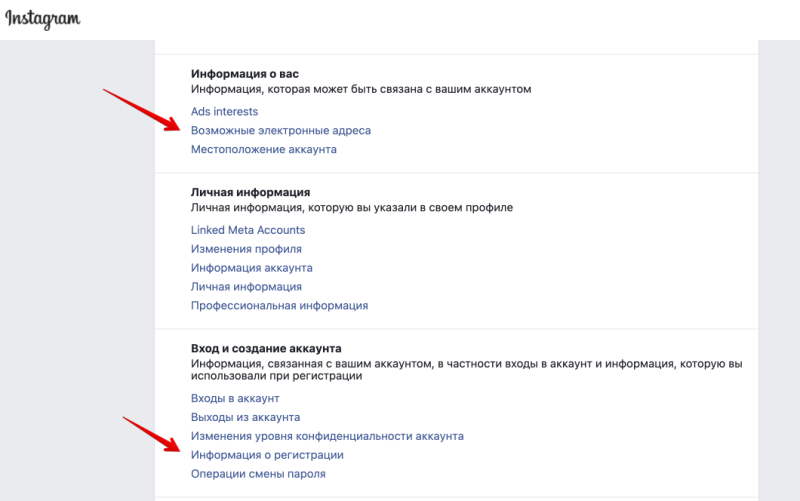 Instagram
Информация о вас
Информация, которая может быть связана с вашим аккаунтом
Ads interests
Возможные электронные адреса
Местоположение аккаунта
Личная информация
Личная информация, которую вы указали в своем профиле
Linked Meta Accounts
Изменения профиля
Информация аккаунта
Личная информация
Профессиональная информация
Вход и создание аккаунта
Информация, связанная с вашим аккаунтом, в частности входы в аккаунт и информация, которую вы
использовали при регистрации
Входы в аккаунт
Выходы из аккаунта
Изменения уровня конфиденциальности аккаунта
Информация о регистрации
Операции смены пароля